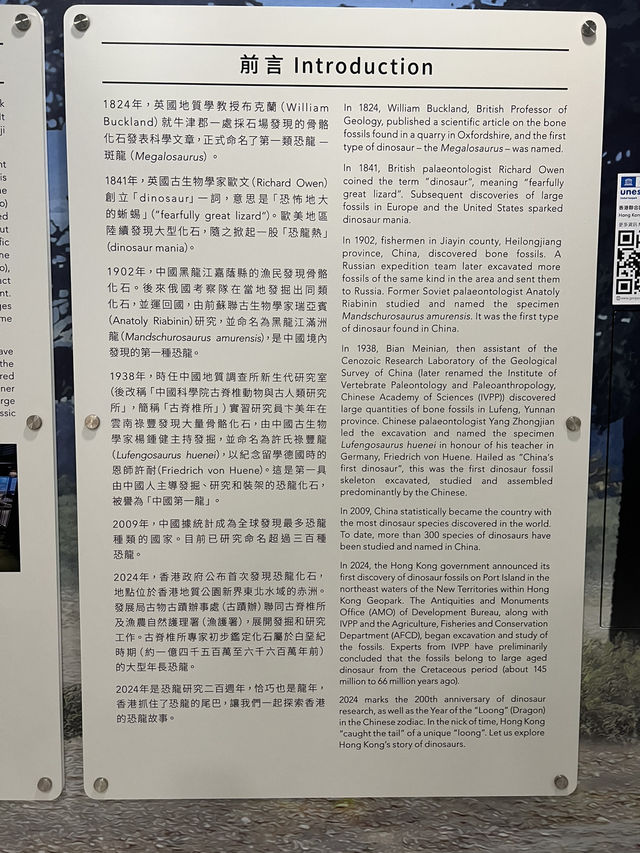 前言 Introduction
1824年，英國地質學教授布克蘭（William
Buckland）就牛津郡一處採石場發現的骨骼
化石發表科學文章，正式命名了第一類恐龍 —
斑龍（Megalosaurus）。
1841年，英國古生物學家歐文（Richard Owen）
創立「dinosaur」一詞，意思是「恐怖地大
的蜥蜴」（“fearfully great lizard”）。歐美地區
陸續發現大型化石，隨之掀起一股「恐龍熱」
（dinosaur mania）。
1902年，中國黑龍江嘉蔭縣的漁民發現骨骼
化石。後來俄國考察隊在當地發掘出同類
化石，並運回國，由前蘇聯古生物學家瑞亞賓
（Anatoly Riabinin）研究，並命名為黑龍江滿洲
龍（Mandschurosaurus amurensis），是中國境內
發現的第一種恐龍。
1938年，時任中國地質調查所新生代研究室
（後改稱「中國科學院古脊椎動物與古人類研究
所」，簡稱「古脊椎所」）實習研究員卞美年在
雲南祿豐發現大量骨骼化石，由中國古生物
學家楊鍾健主持發掘，並命名為許氏祿豐龍
（Lufengosaurus huenei），以紀念留學德國時的
恩師許耐（Friedrich von Huene）。這是第一具
由中國人主導發掘、研究和裝架的恐龍化石，
被譽為「中國第一龍」。
2009年，中國據統計成為全球發現最多恐龍
種類的國家。目前已研究命名超過三百種
恐龍。
2024年，香港政府公布首次發現恐龍化石，
地點位於香港地質公園新界東北水域的赤洲。
發展局古物古蹟辦事處（古蹟辦）聯同古脊椎所
及漁農自然護理署（漁護署），展開發掘和研究
工作。古脊椎所專家初步鑑定化石屬於白堊紀
時期（約一億四千五百萬至六千六百萬年前）
的大型年長恐龍。
2024年是恐龍研究二百週年，恰巧也是龍年，
香港抓住了恐龍的尾巴，讓我們一起探索香港
的恐龍故事。
In 1824, William Buckland, British Professor of
Geology, published a scientific article on the bone
fossils found in a quarry in Oxfordshire, and the first
type of dinosaur – the Megalosaurus – was named.
In 1841, British palaeontologist Richard Owen
coined the term “dinosaur”, meaning “fearfully
great lizard”. Subsequent discoveries of large
fossils in Europe and the United States sparked
dinosaur mania.
In 1902, fishermen in Jiayin county, Heilongjiang
province, China, discovered bone fossils. A
Russian expedition team later excavated more
fossils of the same kind in the area and sent them
to Russia. Former Soviet palaeontologist Anatoly
Riabinin studied and named the specimen
Mandschurosaurus amurensis. It was the first type
of dinosaur found in China.
In 1938, Bian Meinian, then assistant of the
Cenozoic Research Laboratory of the Geological
Survey of China (later renamed the Institute of
Vertebrate Paleontology and Paleoanthropology,
Chinese Academy of Sciences (IVPP)) discovered
large quantities of bone fossils in Lufeng, Yunnan
province. Chinese palaeontologist Yang Zhongjian
led the excavation and named the specimen
Lufengosaurus huenei in honour of his teacher in
Germany, Friedrich von Huene. Hailed as “China's
first dinosaur”, this was the first dinosaur fossil
skeleton excavated, studied and assembled
predominantly by the Chinese.
In 2009, China statistically became the country with
the most dinosaur species discovered in the world.
To date, more than 300 species of dinosaurs have
been studied and named in China.
In 2024, the Hong Kong government announced its
first discovery of dinosaur fossils on Port Island in the
northeast waters of the New Territories within Hong
Kong Geopark. The Antiquities and Monuments
Office (AMO) of Development Bureau, along with
IVPP and the Agriculture, Fisheries and Conservation
Department (AFCD), began excavation and study of
the fossils. Experts from IVPP have preliminarily
concluded that the fossils belong to large aged
dinosaur from the Cretaceous period (about 145
million to 66 million years ago).
2024 marks the 200th anniversary of dinosaur
research, as well as the Year of the “Loong” (Dragon)
in the Chinese zodiac. In the nick of time, Hong Kong
“caught the tail” of a unique “loong”. Let us explore
Hong Kong's story of dinosaurs.